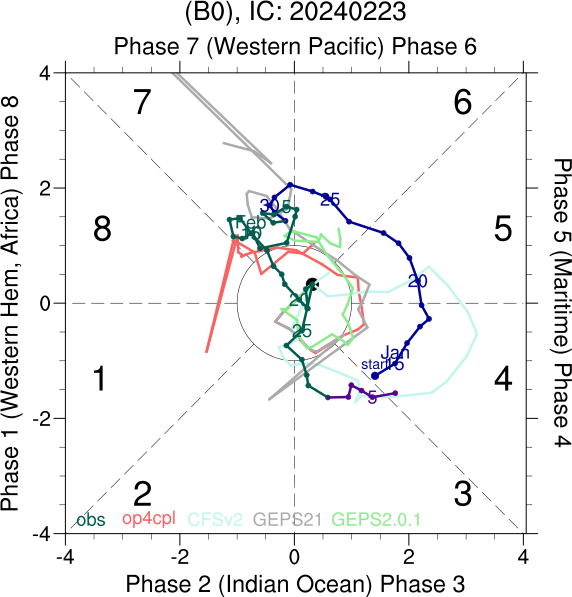 (B0), IC: 20240223
Phase 7 (Western Pacific) Phase 6
4
7
6
Phase 1 (Western Hem, Africa) Phase 8
Phase 5 (Maritime) Phase 4
2
30
5
25
Feb
8
5
20
0
25
Jan
start
15
1
4
5
-2
2
3
obs
op4cpl
CFSv2
GEPS21
GEPS2.0.1
-4
-4
-2
0
2
4
Phase 2 (Indian Ocean) Phase 3